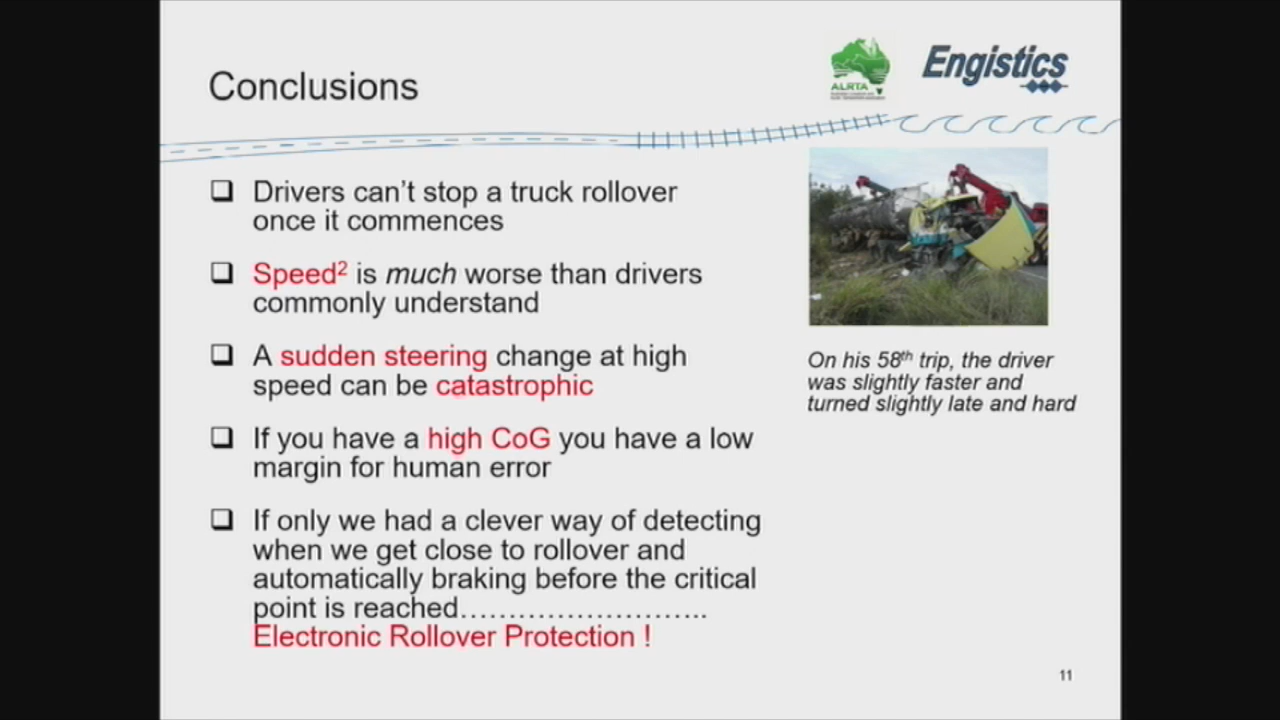 Conclusions
ALRTA
Engistics
Drivers can’t stop a truck rollover
once it commences
Speed² is much worse than drivers
commonly understand
A sudden steering change at high
speed can be catastrophic
If you have a high CoG you have a low
margin for human error
If only we had a clever way of detecting
when we get close to rollover and
automatically braking before the critical
point is reached………………………..
Electronic Rollover Protection !
On his 58th trip, the driver
was slightly faster and
turned slightly late and hard
11